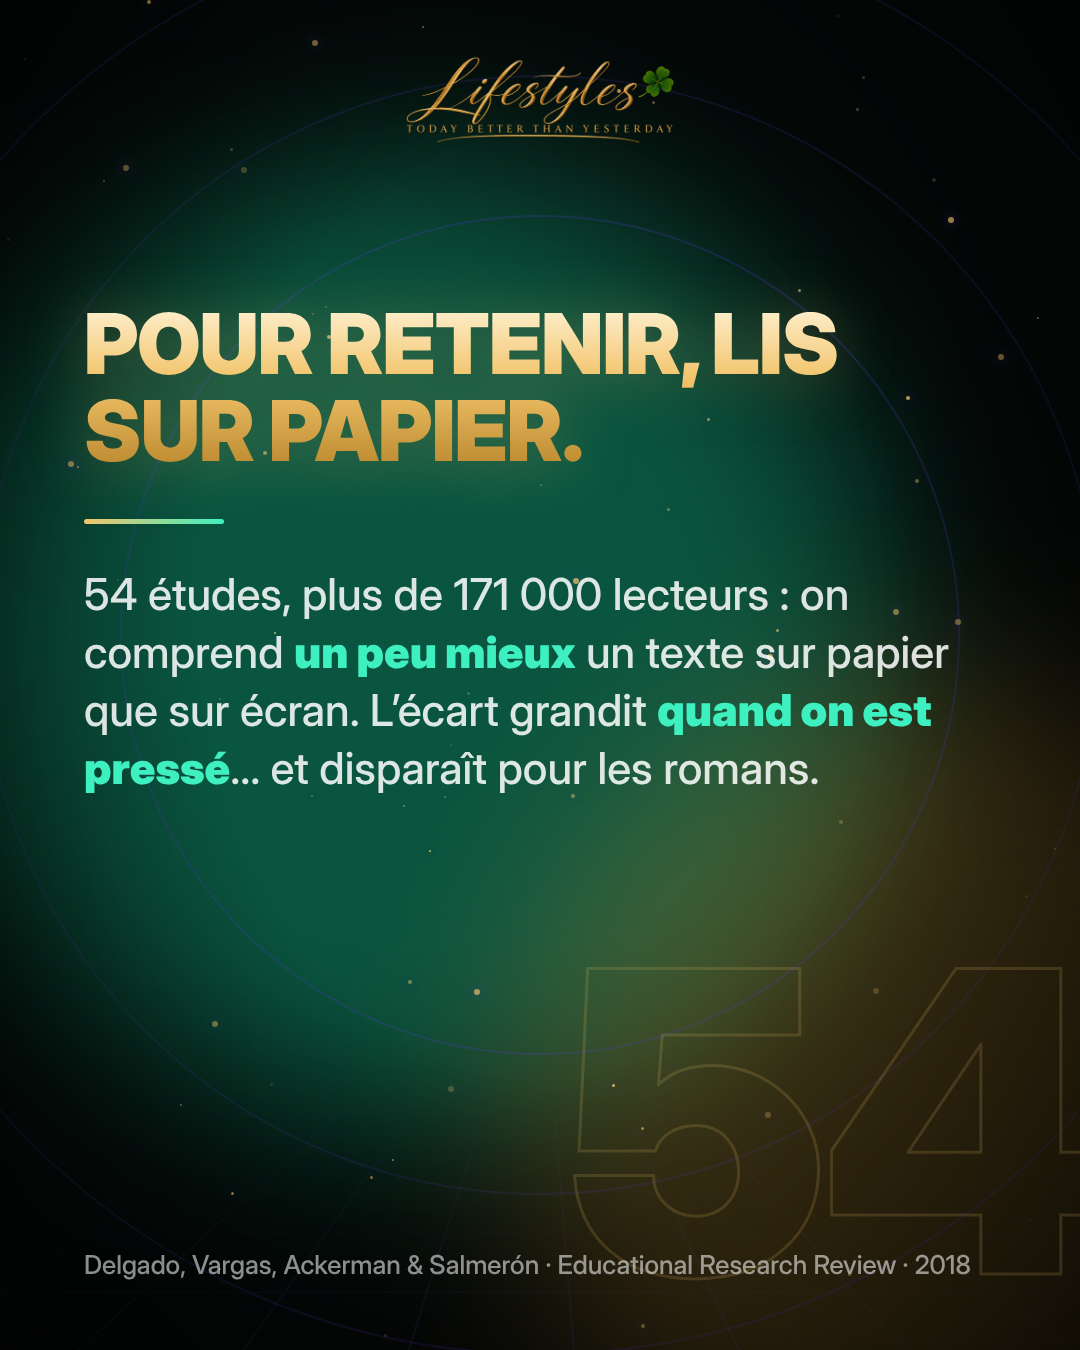 Lifestyles
TODAY BETTER THAN YESTERDAY
POUR RETENIR, LIS
SUR PAPIER.
54 études, plus de 171 000 lecteurs : on
comprend un peu mieux un texte sur papier
que sur écran. L’écart grandit quand on est
pressé... et disparaît pour les romans.
54
Delgado, Vargas, Ackerman & Salmerón · Educational Research Review · 2018